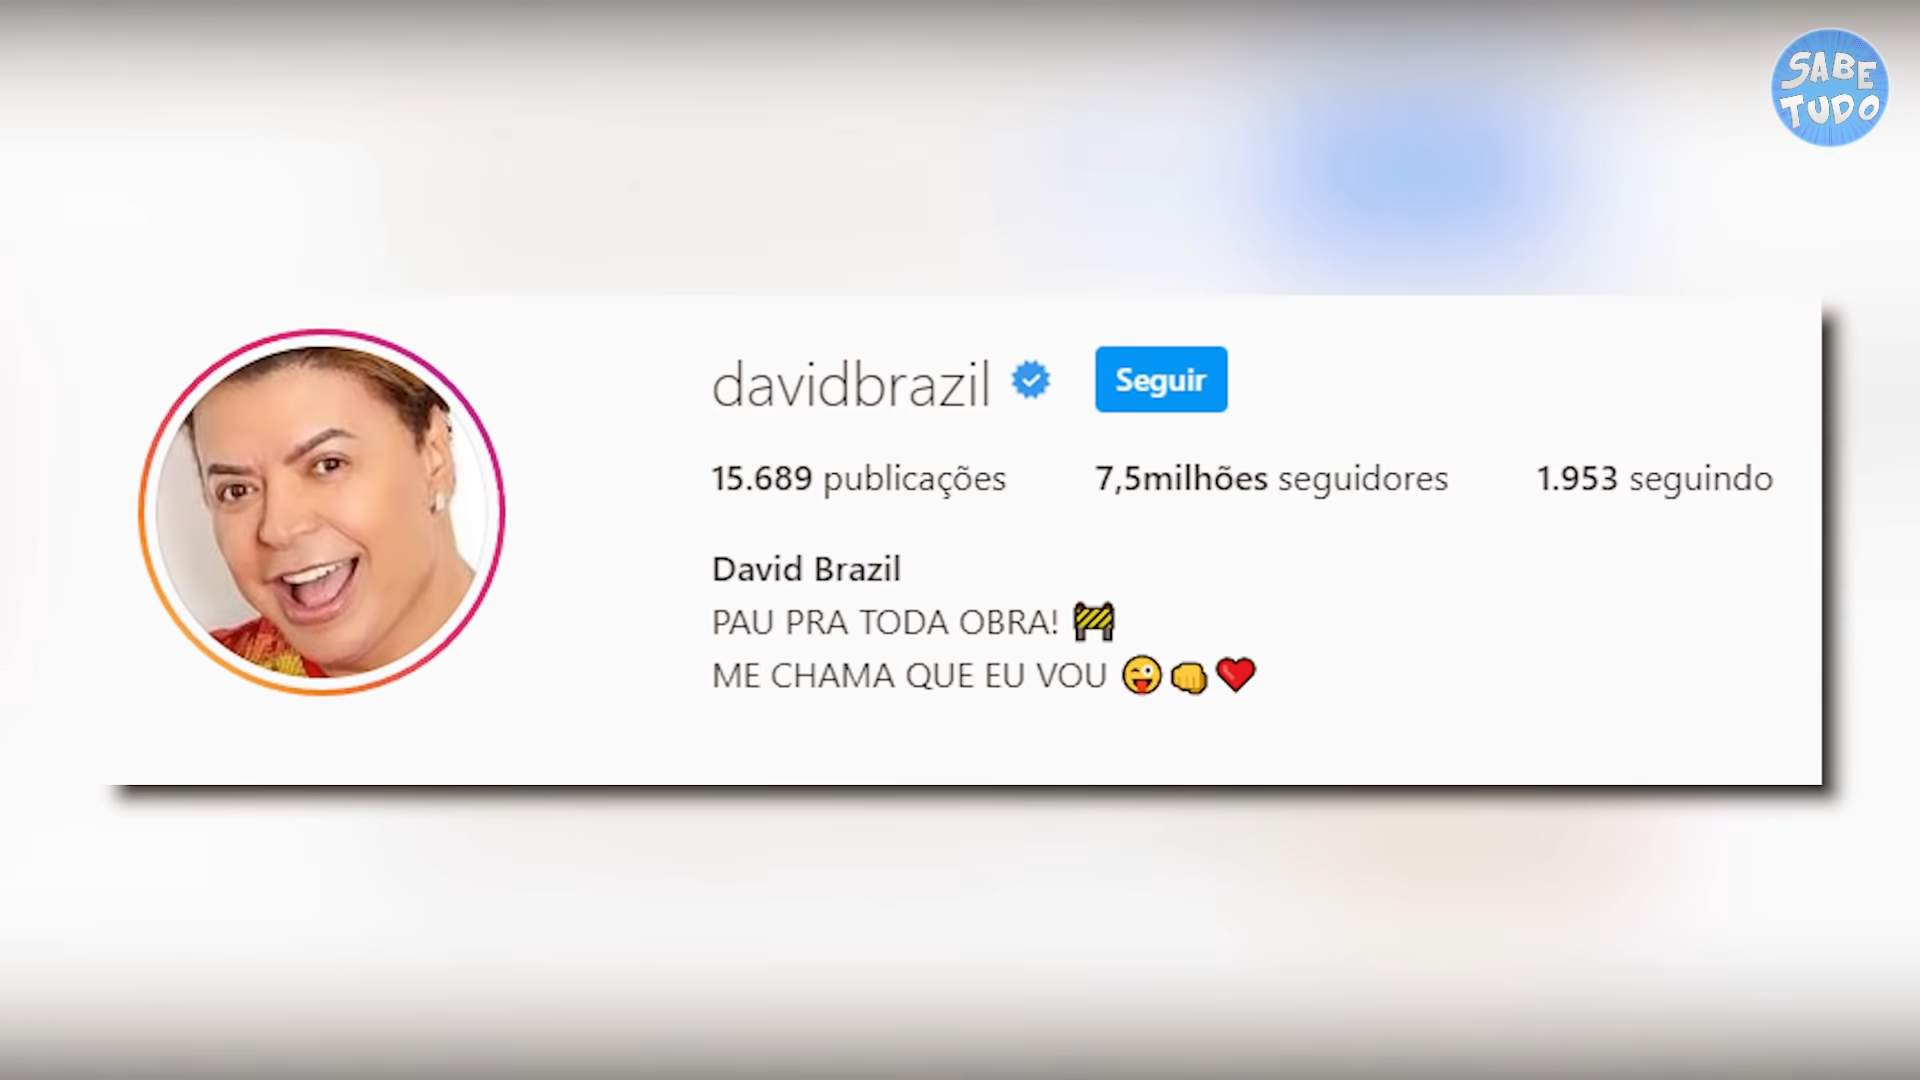 SABE
TUDO
davidbrazil Seguir
15.689 publicações 7,5milhões seguidores 1.953 seguindo
David Brazil
PAU PRA TODA OBRA! 🚧
ME CHAMA QUE EU VOU 😜👊❤️